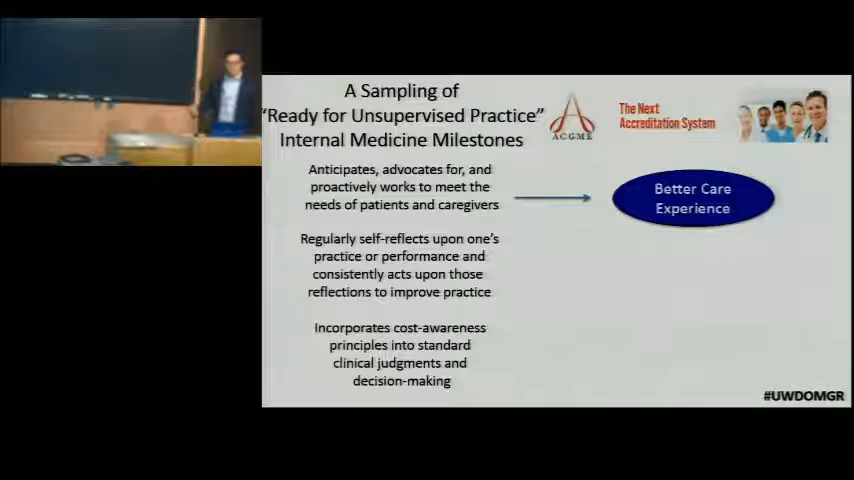 A Sampling of
"Ready for Unsupervised Practice"
Internal Medicine Milestones
ACGME
The Next
Accreditation System
Anticipates, advocates for, and
proactively works to meet the
needs of patients and caregivers
Better Care
Experience
Regularly self-reflects upon one's
practice or performance and
consistently acts upon those
reflections to improve practice
Incorporates cost-awareness
principles into standard
clinical judgments and
decision-making
#UWDOMGR